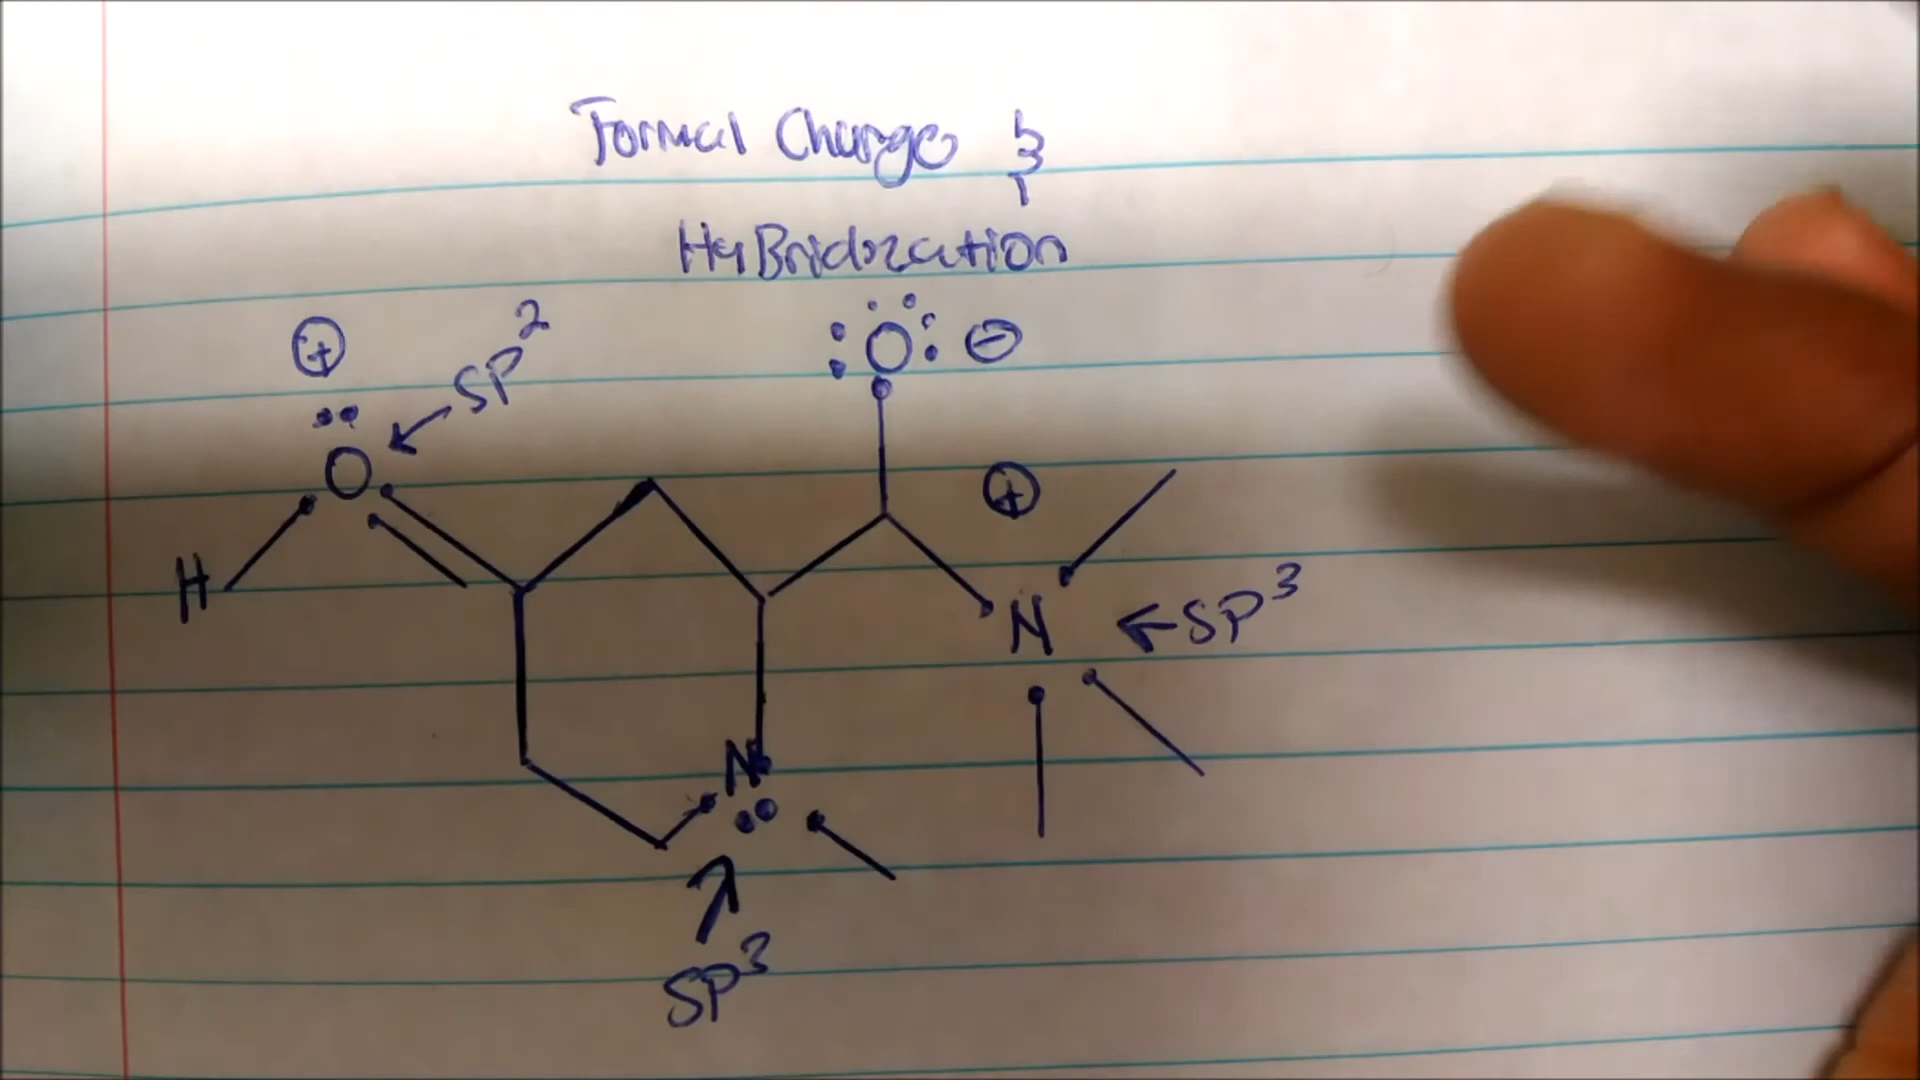 Formal Charge &
HyBridization
⊕
SP²
O
H
O ⊖
⊕
N
SP³
N
SP³